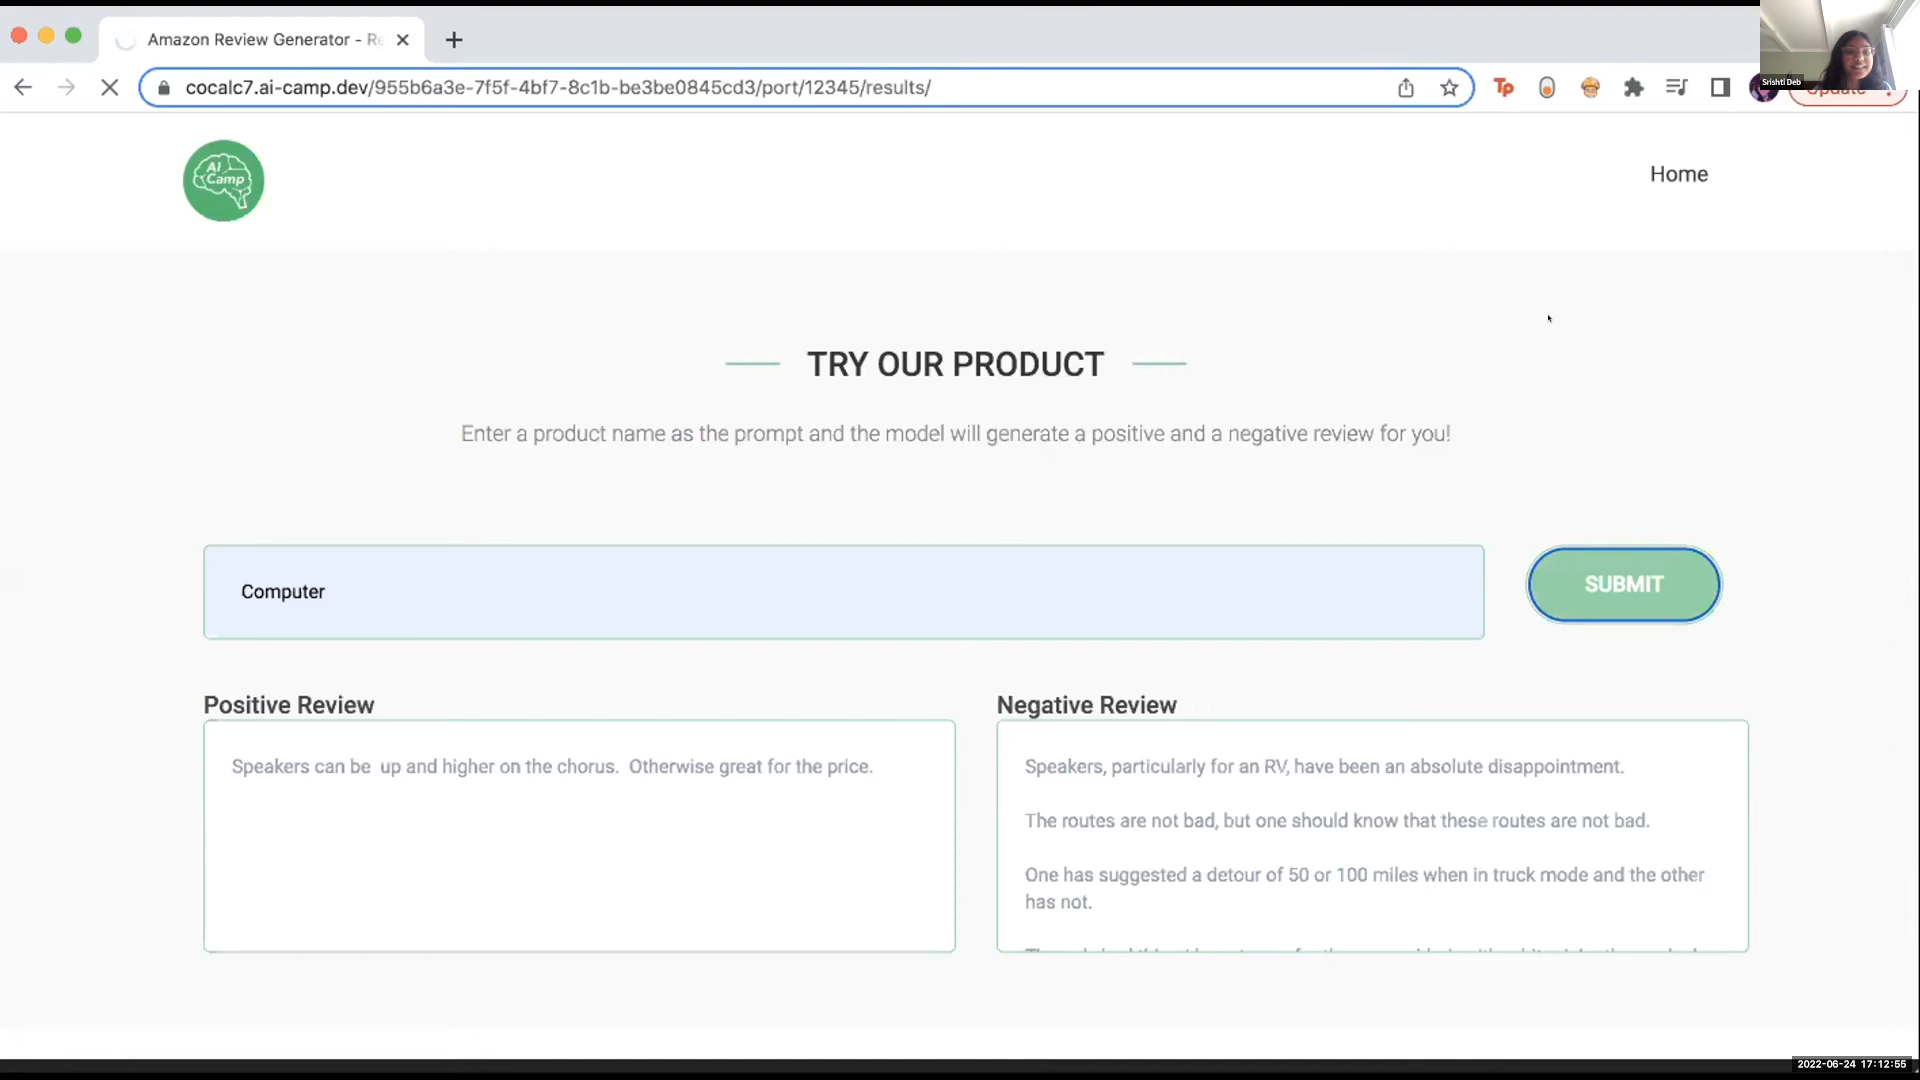 Amazon Review Generator - Re
cocalc7.ai-camp.dev/955b6a3e-7f5f-4bf7-8c1b-be3be0845cd3/port/12345/results/
Tp
Update
Srishti Deb
AI
Camp
Home
TRY OUR PRODUCT
Enter a product name as the prompt and the model will generate a positive and a negative review for you!
Computer
SUBMIT
Positive Review
Speakers can be  up and higher on the chorus.  Otherwise great for the price.
Negative Review
Speakers, particularly for an RV, have been an absolute disappointment.
The routes are not bad, but one should know that these routes are not bad.
One has suggested a detour of 50 or 100 miles when in truck mode and the other
has not.
2022-06-24 17:12:55